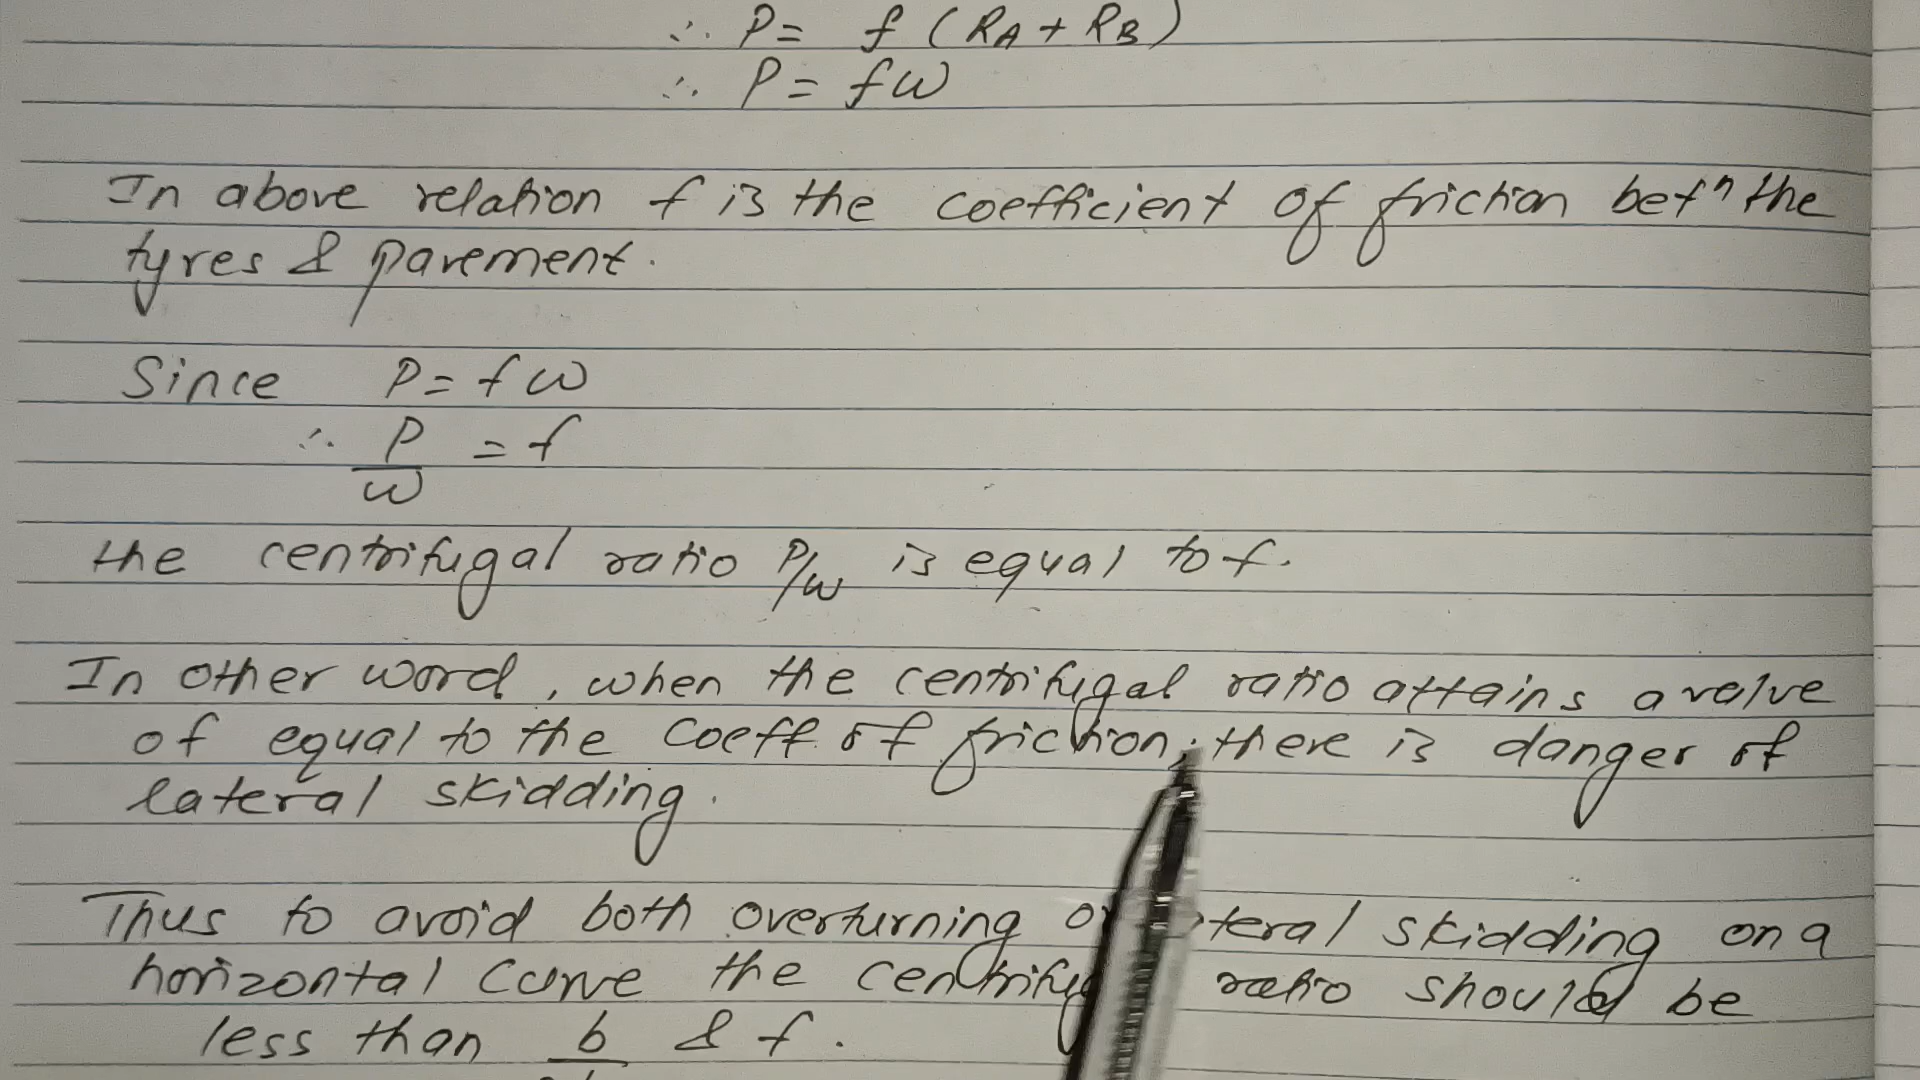 ∴ P = f (RA + RB)
∴ P = fw
In above relation f is the coefficient of friction betn the
tyres & pavement.
Since P = fw
∴ P/w = f
the centrifugal ratio P/w is equal to f.
In other word, when the centrifugal ratio attains a value
of equal to the coeff. of friction, there is danger of
lateral skidding.
Thus to avoid both overturning skidding on a
horizontal curve the ratio should be
less than b & f.